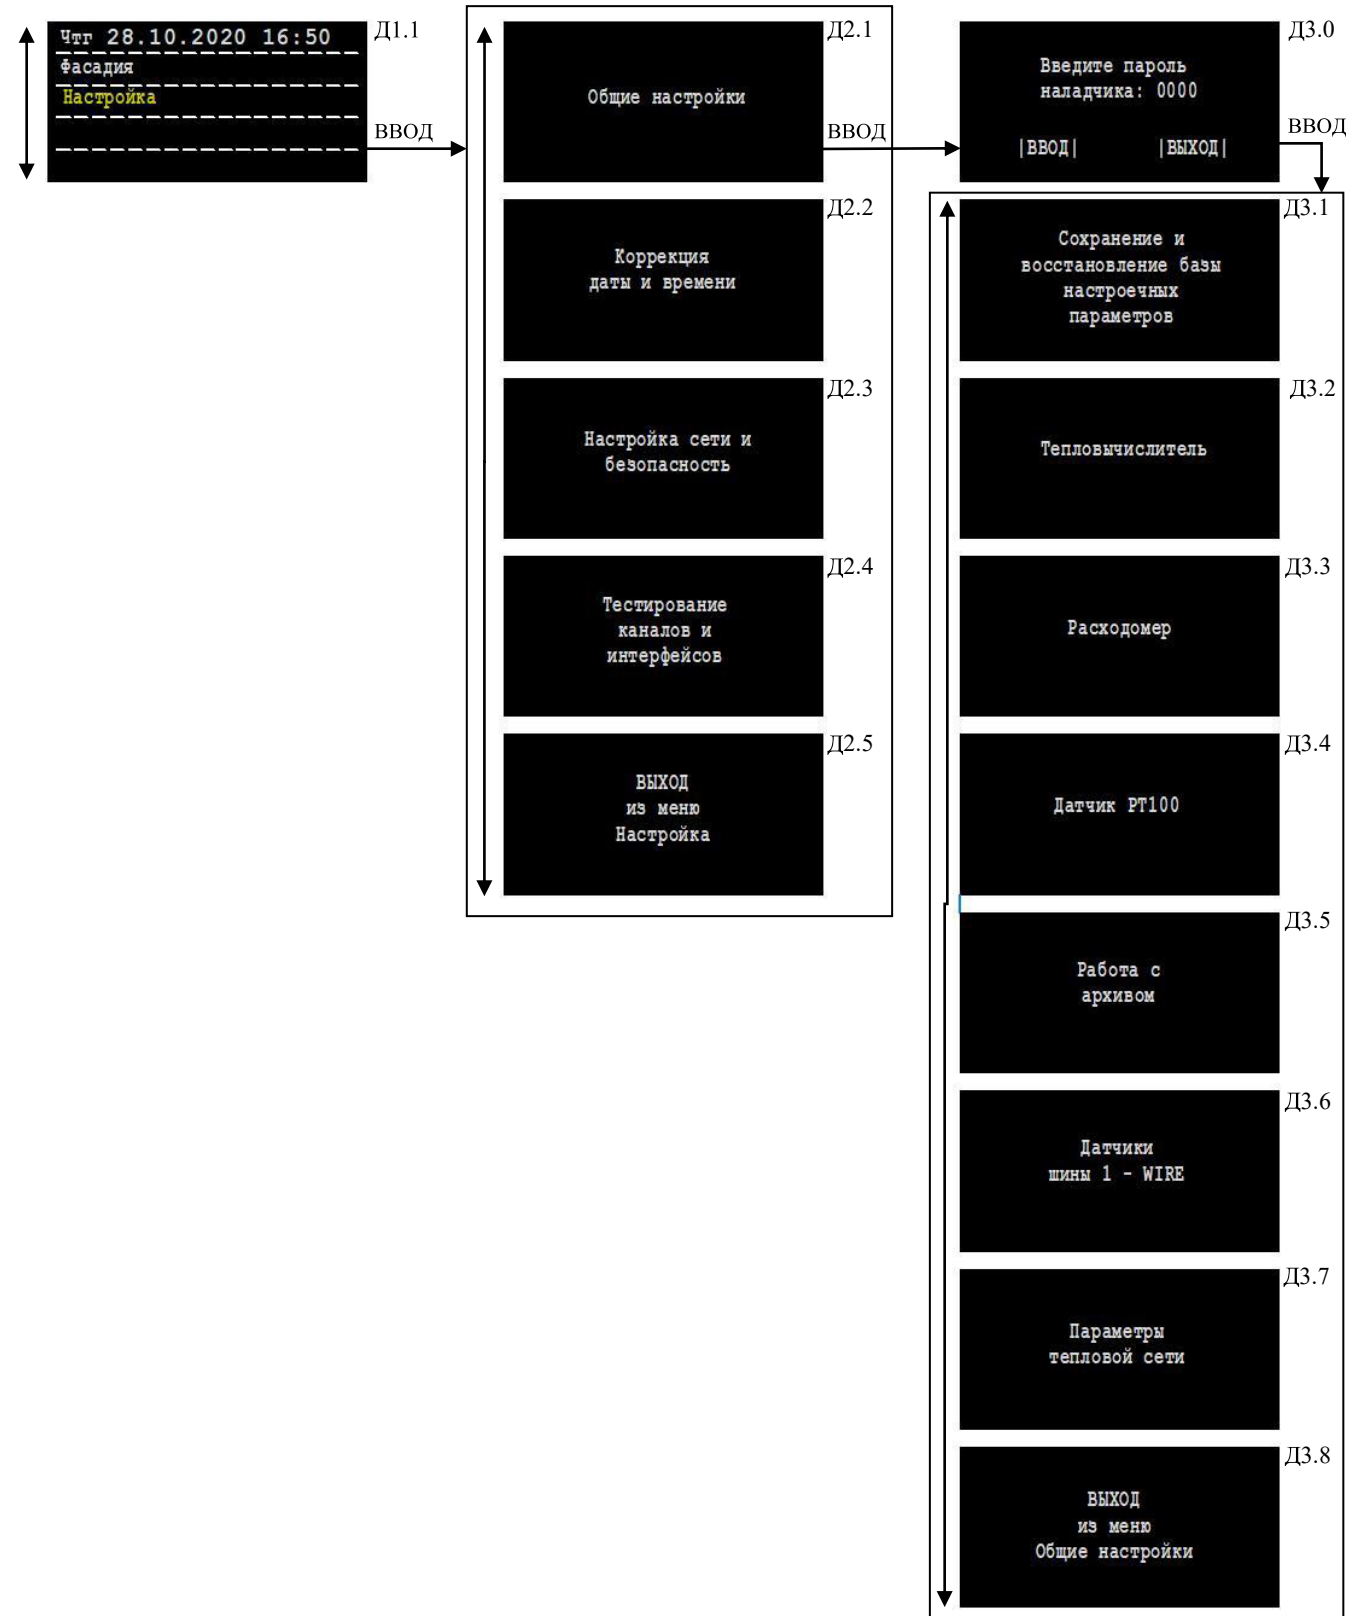 Чтг 28.10.2020 16:50
Фасадия
Настройка
Д1.1
ВВОД
Общие настройки
Д2.1
ВВОД
Коррекция
даты и времени
Д2.2
Настройка сети и
безопасность
Д2.3
Тестирование
каналов и
интерфейсов
Д2.4
ВЫХОД
из меню
Настройка
Д2.5
Введите пароль
наладчика: 0000
|ВВОД| |ВЫХОД|
Д3.0
ВВОД
Сохранение и
восстановление базы
настроечных
параметров
Д3.1
Тепловычислитель
Д3.2
Расходомер
Д3.3
Датчик PT100
Д3.4
Работа с
архивом
Д3.5
Датчики
шины 1 - WIRE
Д3.6
Параметры
тепловой сети
Д3.7
ВЫХОД
из меню
Общие настройки
Д3.8